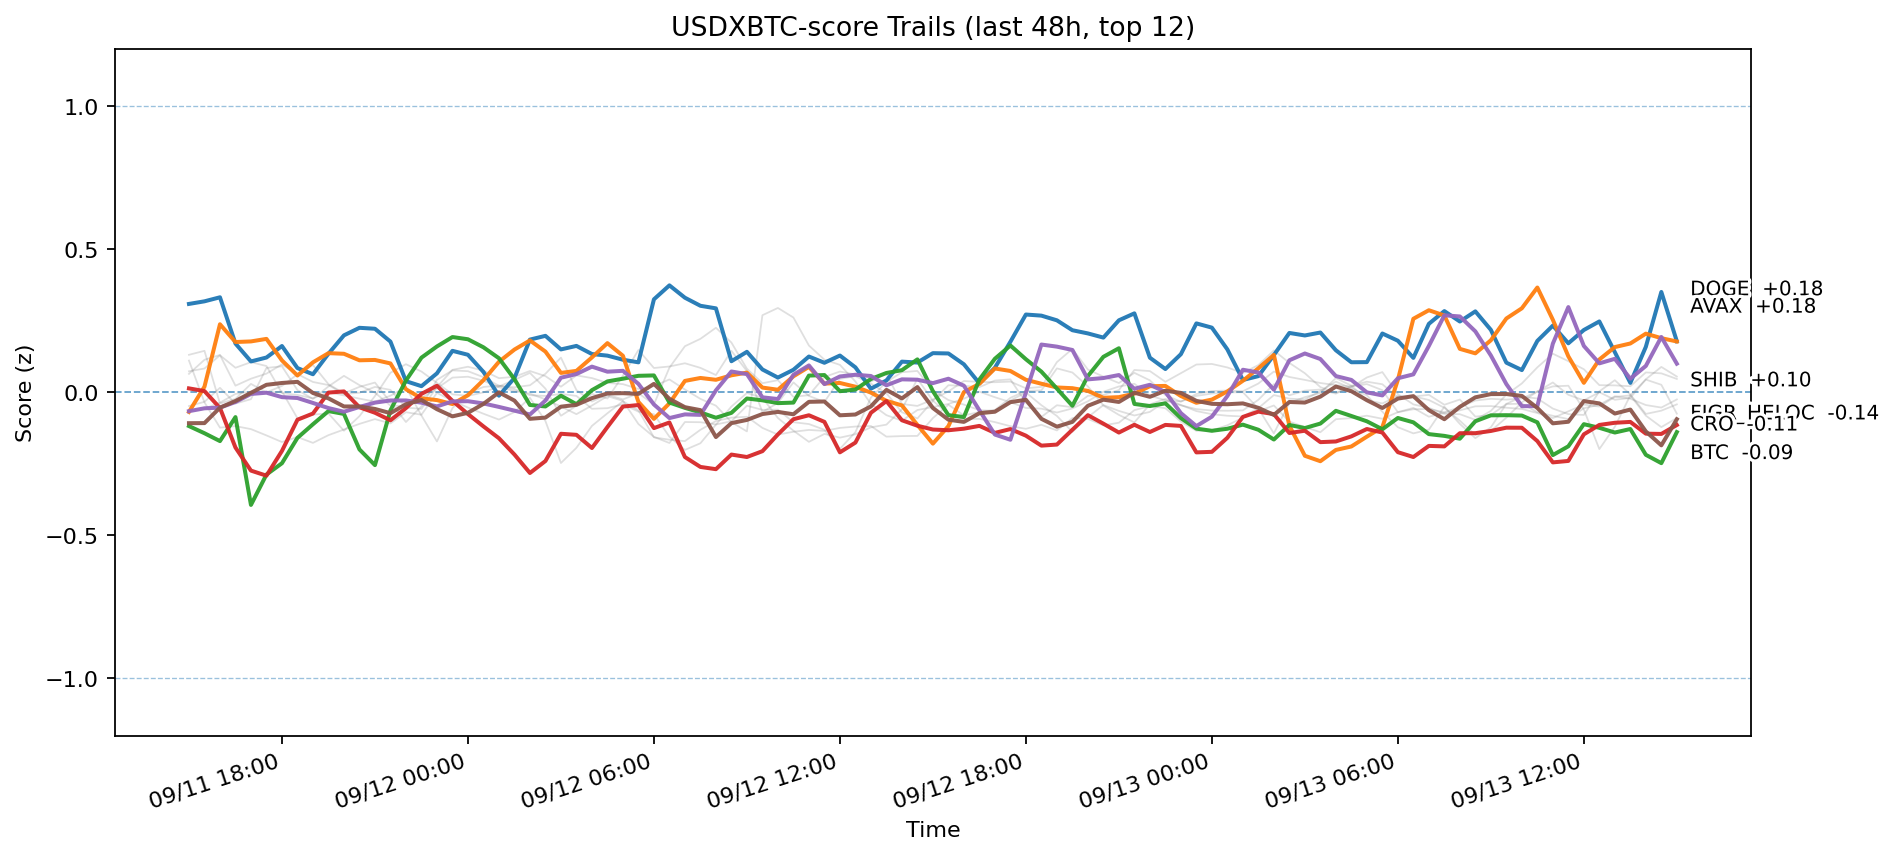 USDXBTC-score Trails (last 48h, top 12)
Score (z)
1.0
0.5
0.0
−0.5
−1.0
DOGE +0.18
AVAX +0.18
SHIB +0.10
FIGR_HELOC -0.14
CRO -0.11
BTC -0.09
09/11 18:00
09/12 00:00
09/12 06:00
09/12 12:00
09/12 18:00
09/13 00:00
09/13 06:00
09/13 12:00
Time